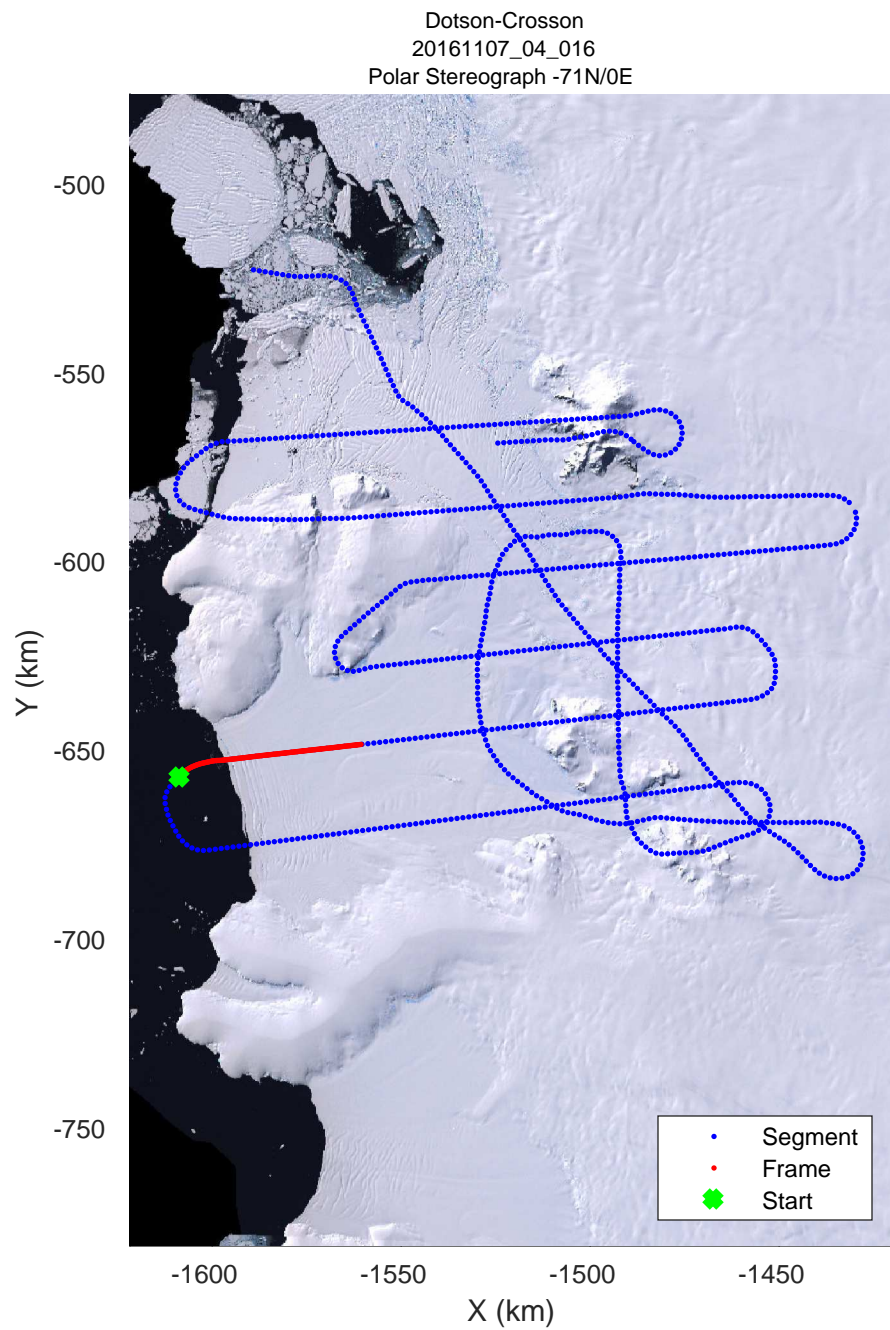 Dotson-Crosson
20161107_04_016
Polar Stereograph -71N/0E
-500
-550
-600
-650
-700
-750
Y (km)
Segment
Frame
Start
-1600
-1550
-1500
-1450
X (km)